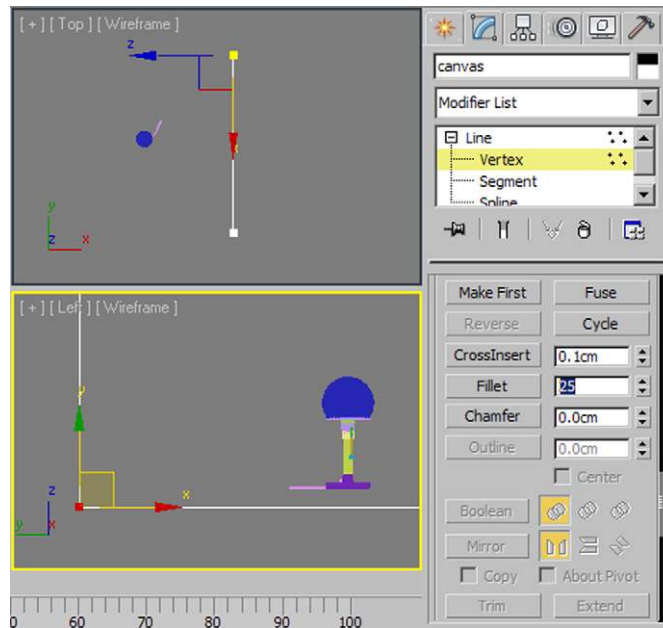 [ + ] [ Top ] [ Wireframe ]
z
y
z x
[ + ] [ Left ] [ Wireframe ]
y
x
z
y x
60 70 80 90 100
canvas
Modifier List
Line
Vertex
Segment
Spline
Make First Fuse
Reverse Cycle
CrossInsert 0.1cm
Fillet 25
Chamfer 0.0cm
Outline 0.0cm
Center
Boolean
Mirror
Copy About Pivot
Trim Extend